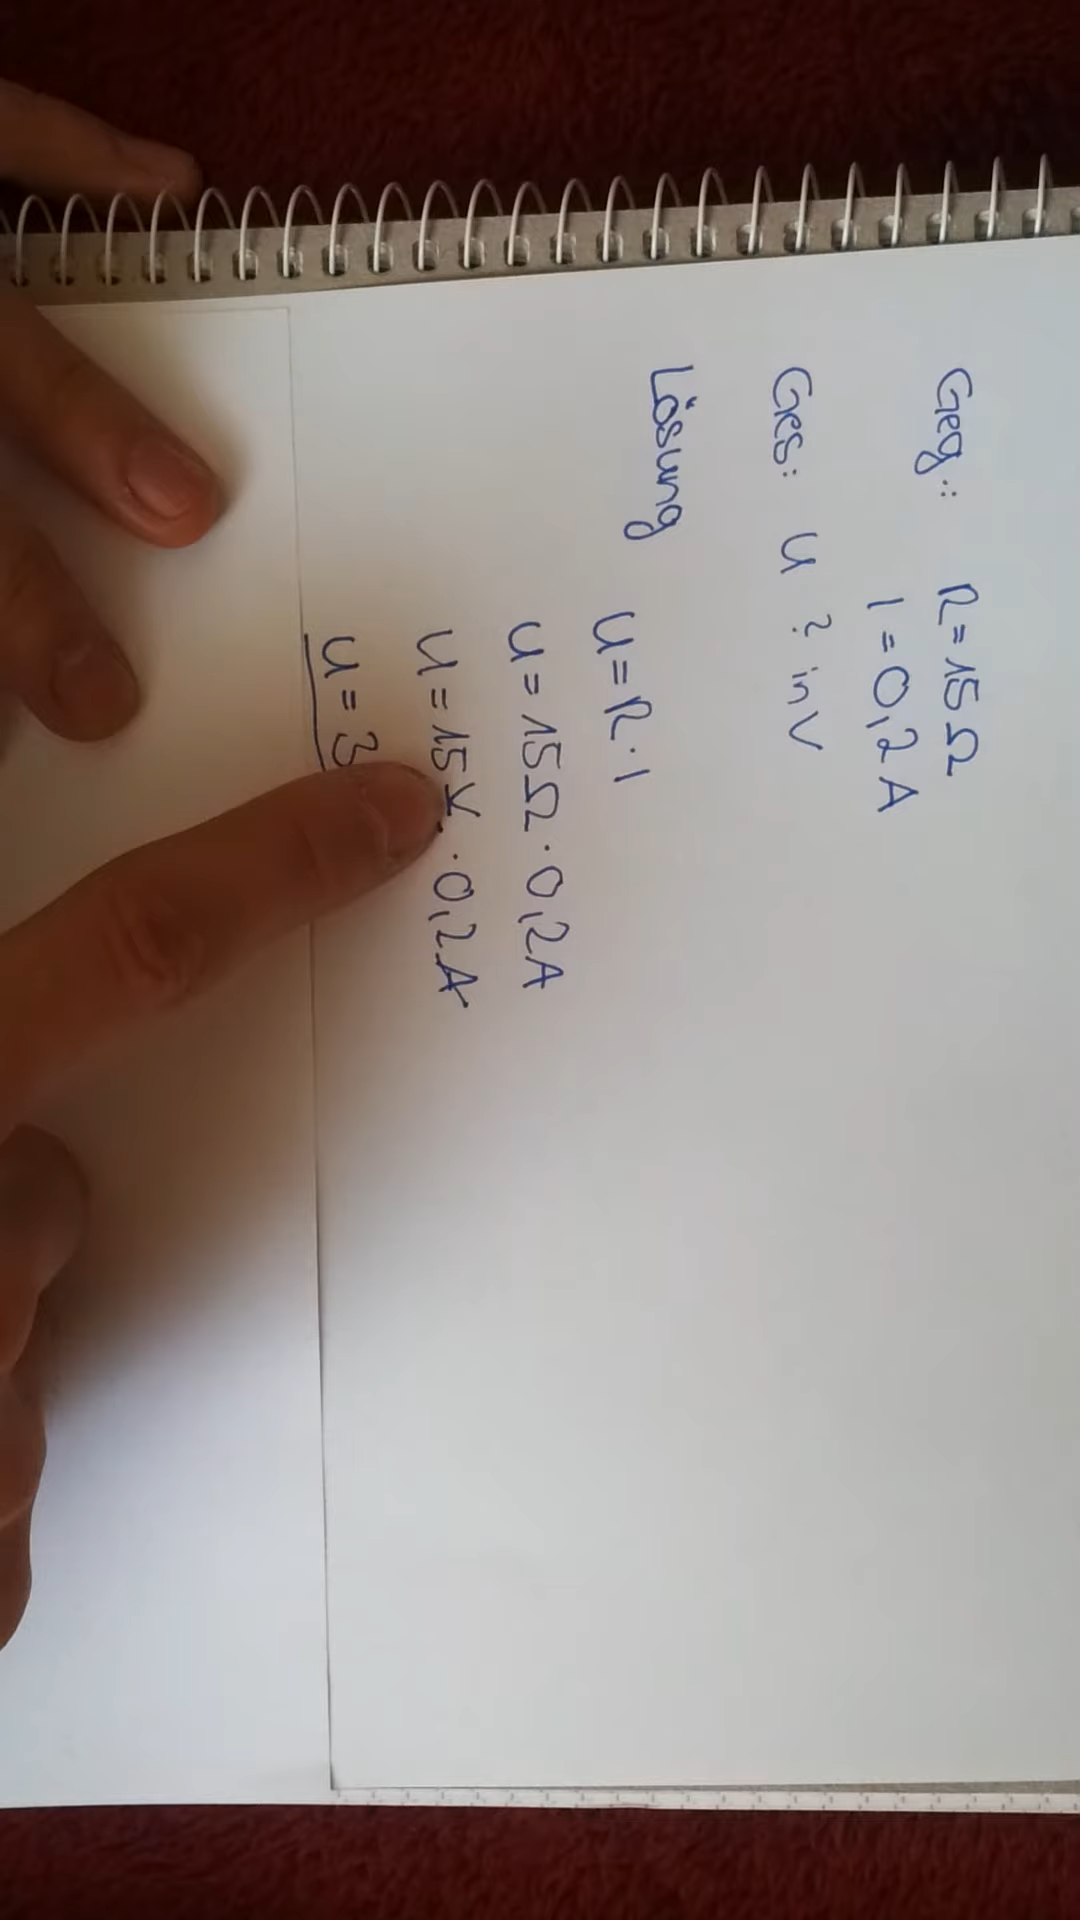 Geg.: R = 15 Ω
I = 0,2 A
Ges: U ? in V
Lösung
U = R · I
U = 15 Ω · 0,2 A
U = 15 V · 0,2 A
U = 3